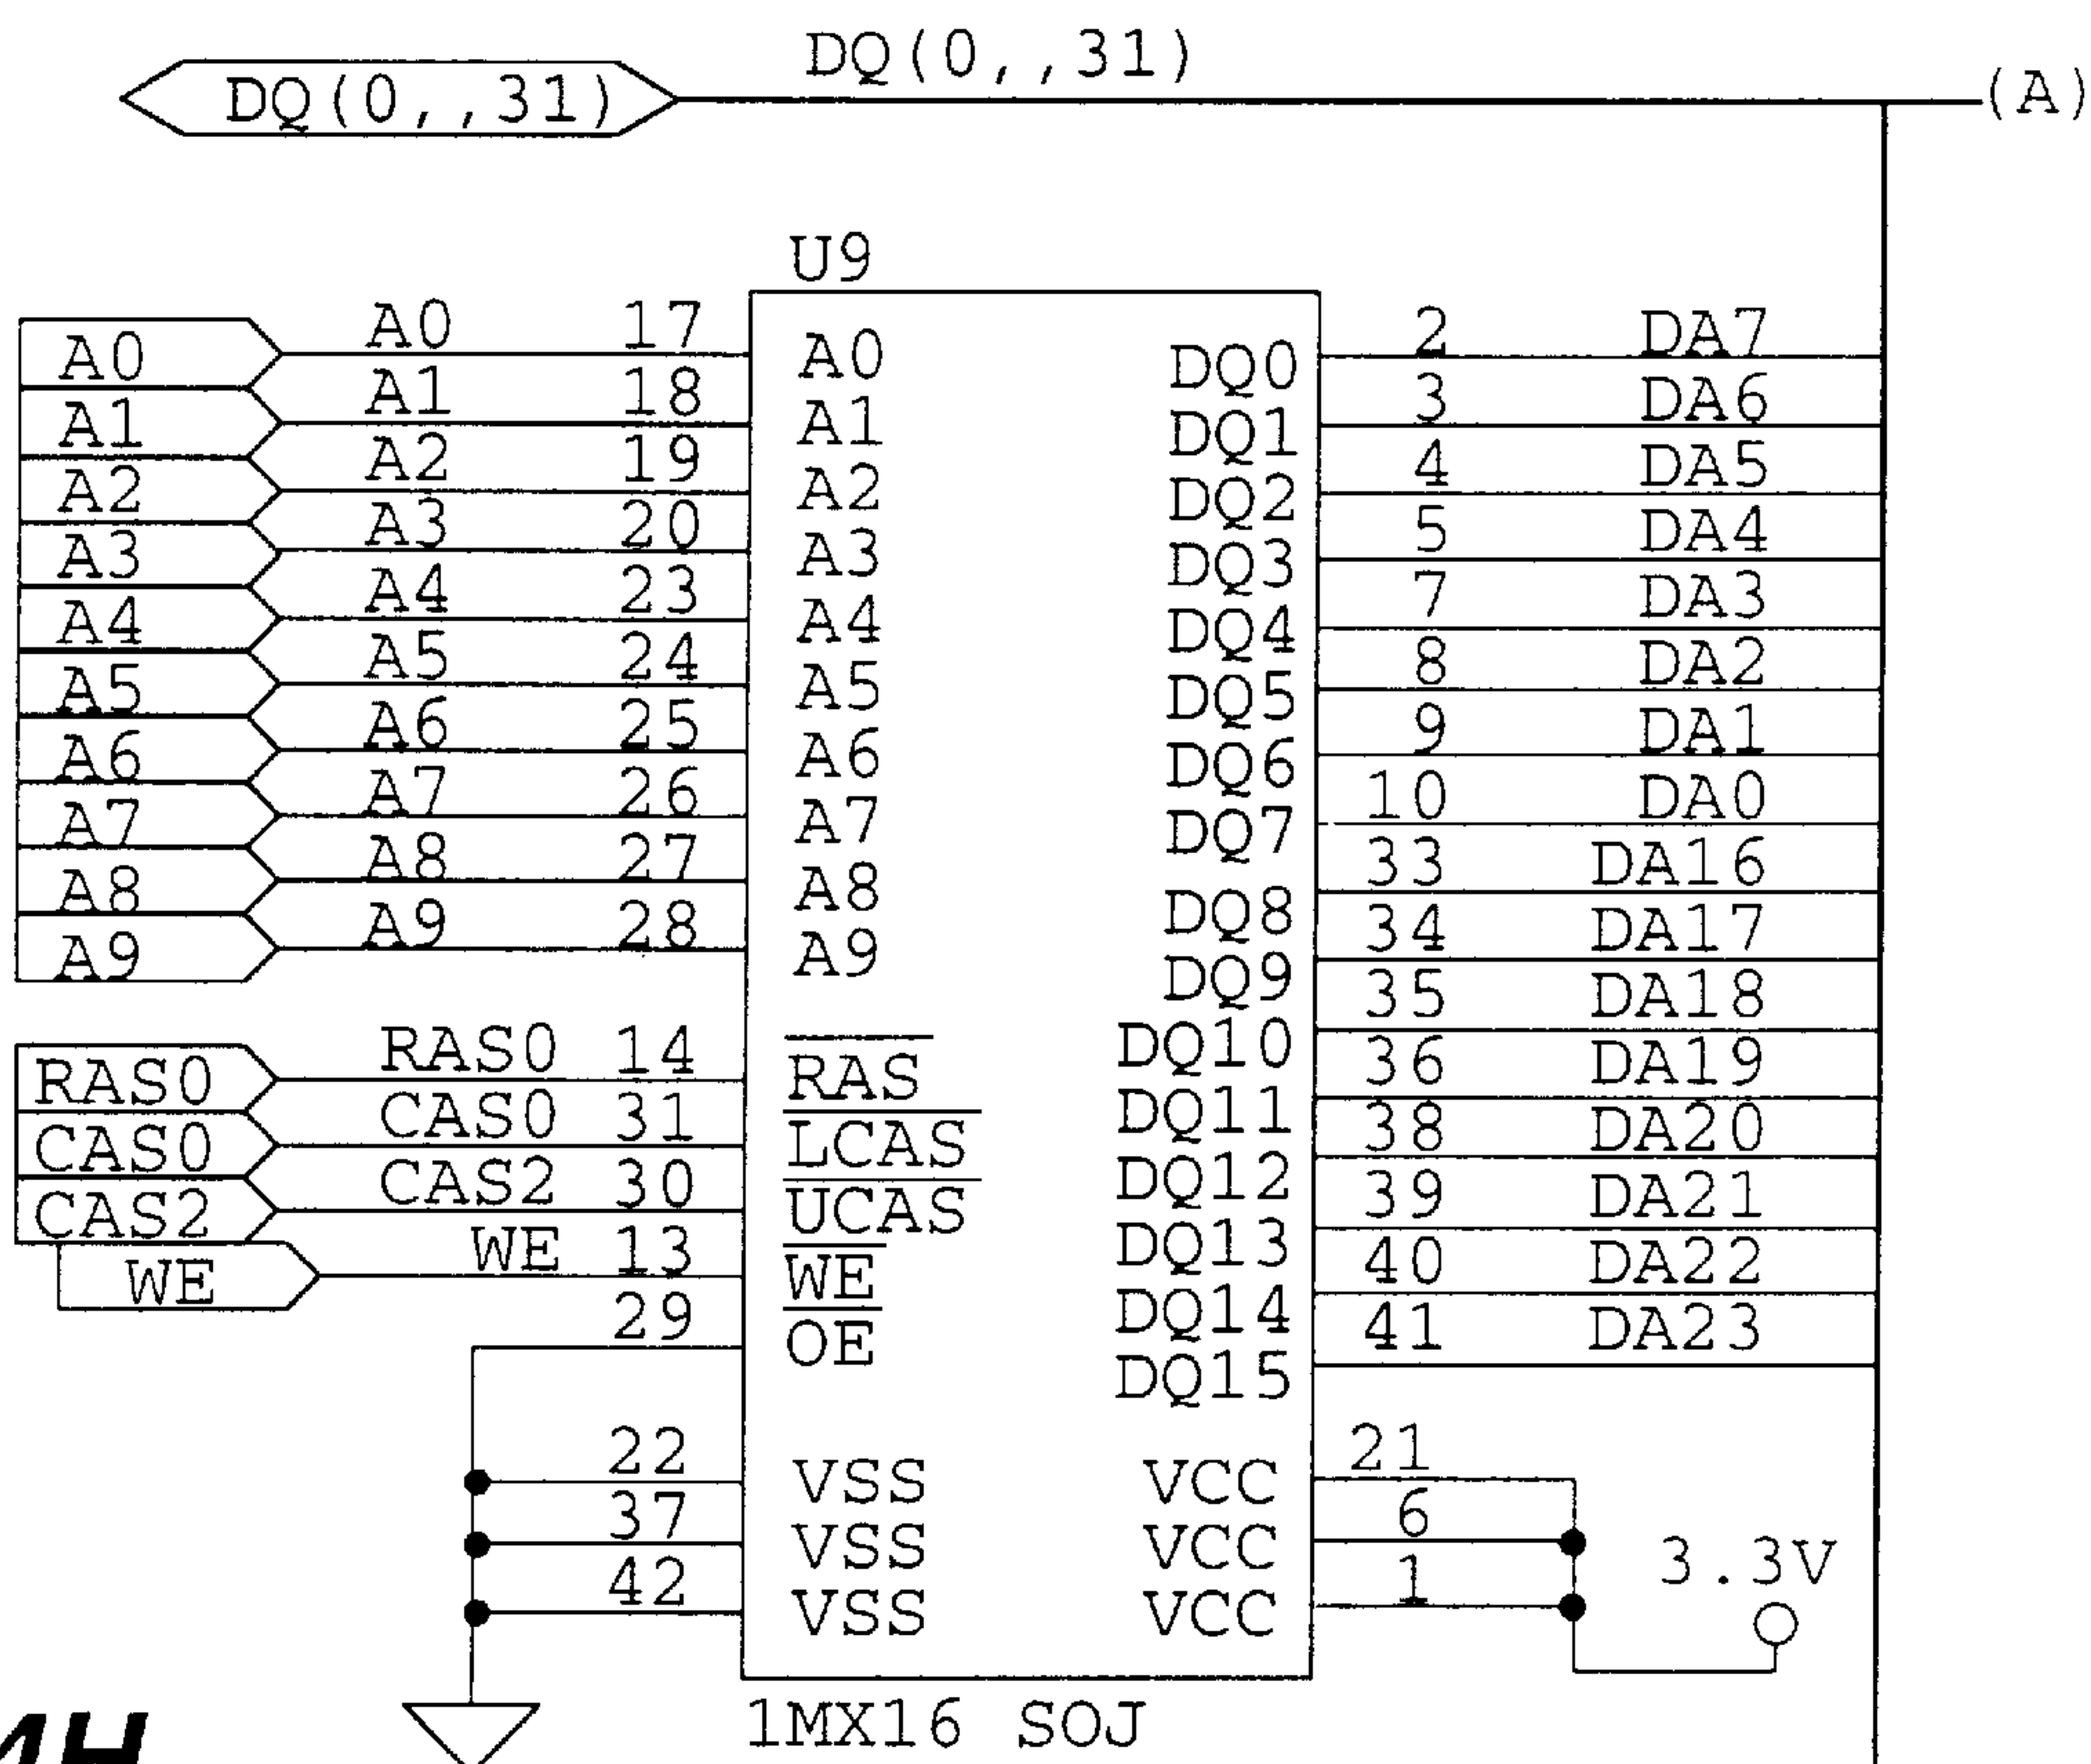 DQ(0,,31)
DQ(0,,31) (A)
U9
A0 A0 17 A0 DQ0 2 DA7
A1 A1 18 A1 DQ1 3 DA6
A2 A2 19 A2 DQ2 4 DA5
A3 A3 20 A3 DQ3 5 DA4
A4 A4 23 A4 DQ4 7 DA3
A5 A5 24 A5 DQ5 8 DA2
A6 A6 25 A6 DQ6 9 DA1
A7 A7 26 A7 DQ7 10 DA0
A8 A8 27 A8 DQ8 33 DA16
A9 A9 28 A9 DQ9 34 DA17
DQ10 35 DA18
RAS0 RAS0 14 RAS DQ11 36 DA19
CAS0 CAS0 31 LCAS DQ12 38 DA20
CAS2 CAS2 30 UCAS DQ13 39 DA21
WE WE 13 WE DQ14 40 DA22
29 OE DQ15 41 DA23
22 VSS VCC 21
37 VSS VCC 6
42 VSS VCC 1 3.3V
1MX16 SOJ